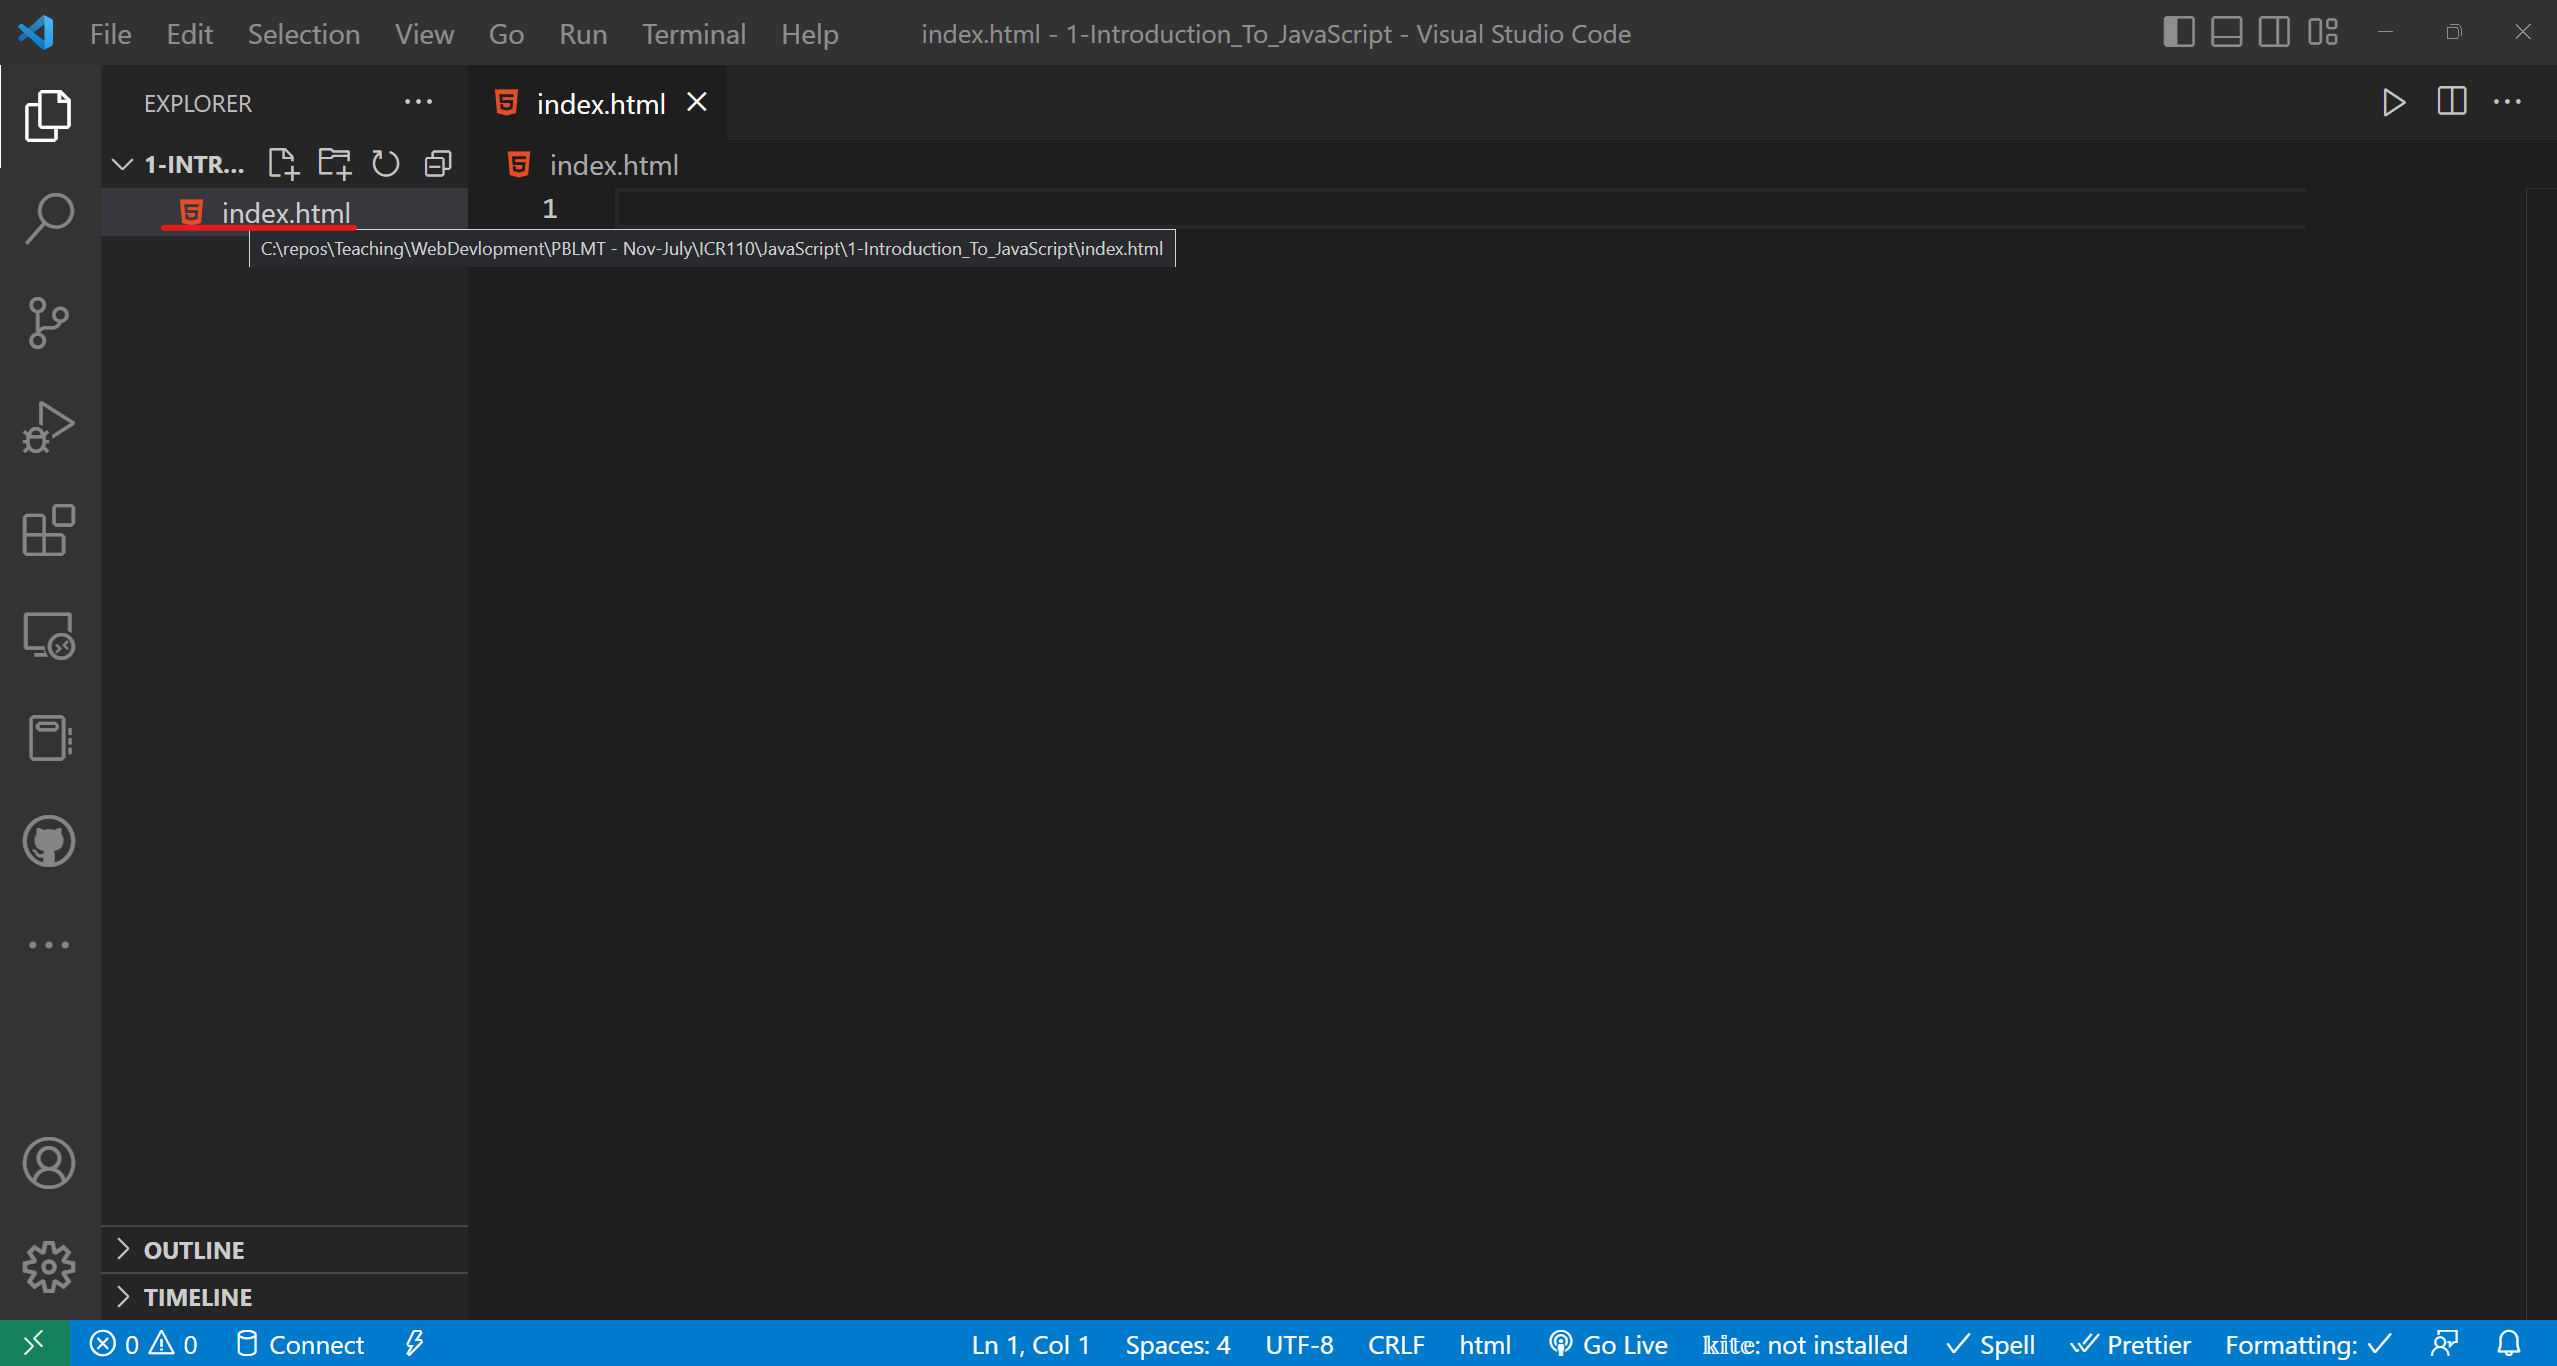 File Edit Selection View Go Run Terminal Help index.html - 1-Introduction_To_JavaScript - Visual Studio Code
EXPLORER
index.html
1-INTR...
index.html
index.html
1
C:\repos\Teaching\WebDevlopment\PBLMT - Nov-July\ICR110\JavaScript\1-Introduction_To_JavaScript\index.html
OUTLINE
TIMELINE
0 0 Connect Ln 1, Col 1 Spaces: 4 UTF-8 CRLF html Go Live kite: not installed Spell Prettier Formatting: